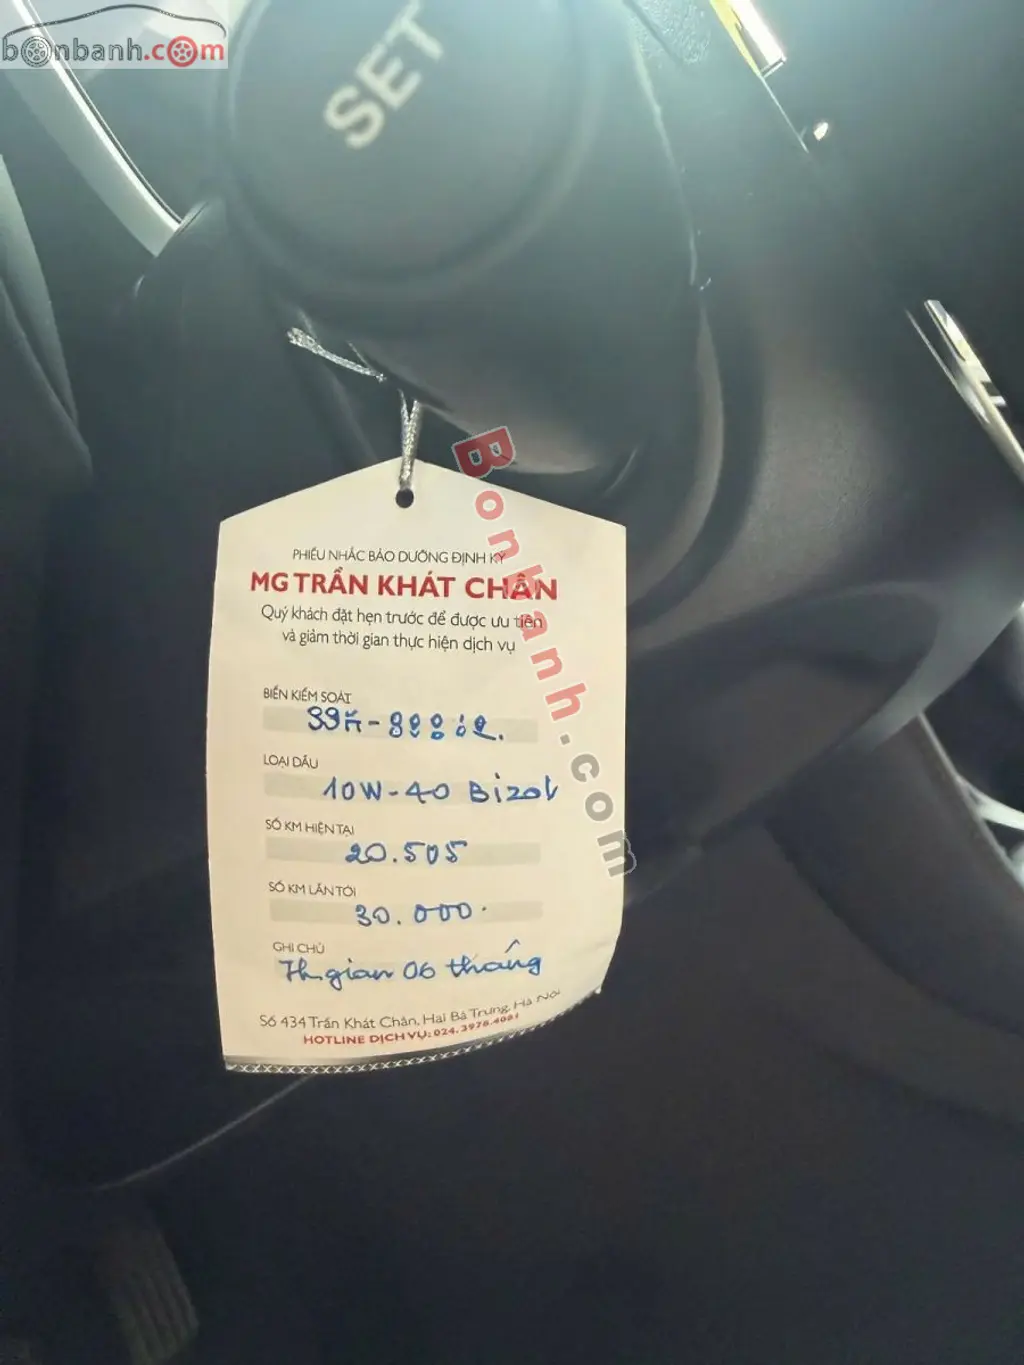 bonbanh.com
SET
PHIẾU NHẮC BẢO DƯỠNG ĐỊNH KỲ
MG TRẦN KHÁT CHÂN
Quý khách đặt hẹn trước để được ưu tiên
và giảm thời gian thực hiện dịch vụ
BIỂN KIỂM SOÁT
LOẠI DẦU
10W-40 Bizol
SỐ KM HIỆN TẠI
20.505
SỐ KM LẦN TỚI
30.000.
GHI CHÚ
Th.gian 06 tháng
Số 434 Trần Khát Chân, Hai Bà Trưng, Hà Nội
HOTLINE DỊCH VỤ: 024.3978.4091
Bonbanh.com